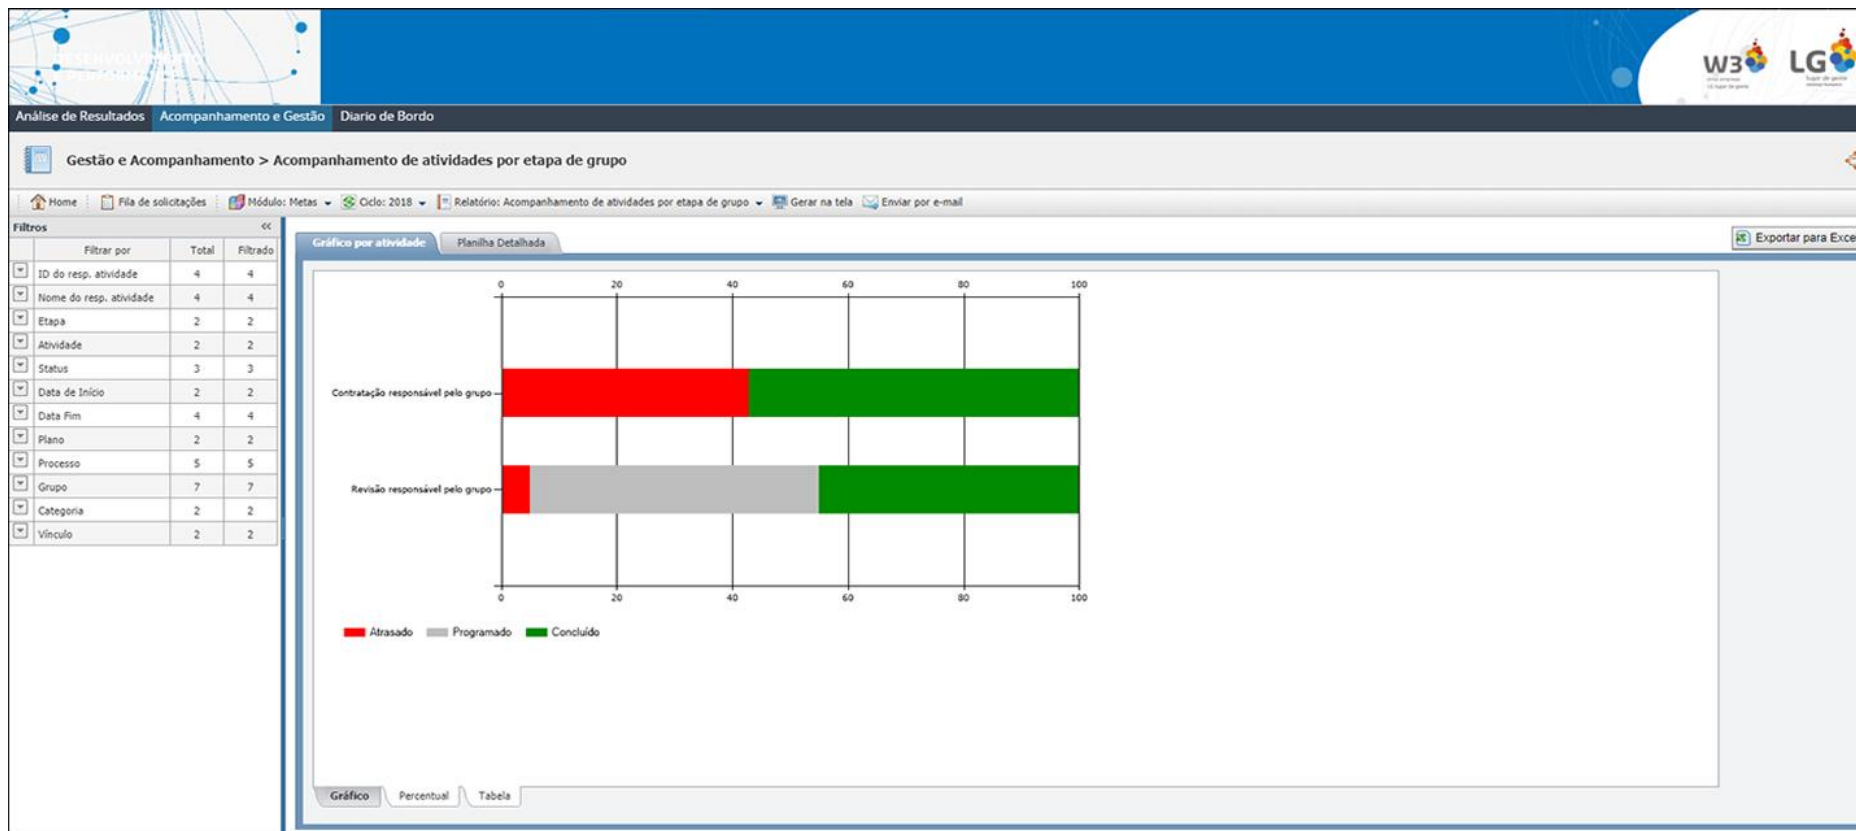 DESENVOLVIMENTO
W3
LG
lugar de gente
Análise de Resultados Acompanhamento e Gestão Diario de Bordo
Gestão e Acompanhamento > Acompanhamento de atividades por etapa de grupo
Home Fila de solicitações Módulo: Metas Ciclo: 2018 Relatório: Acompanhamento de atividades por etapa de grupo Gerar na tela Enviar por e-mail
Filtros <<
Filtrar por Total Filtrado
ID do resp. atividade 4 4
Nome do resp. atividade 4 4
Etapa 2 2
Atividade 2 2
Status 3 3
Data de Início 2 2
Data Fim 4 4
Plano 2 2
Processo 5 5
Grupo 7 7
Categoria 2 2
Vínculo 2 2
Gráfico por atividade Planilha Detalhada
Exportar para Exce
0 20 40 60 80 100
Contratação responsável pelo grupo
Revisão responsável pelo grupo
0 20 40 60 80 100
Atrasado Programado Concluído
Gráfico Percentual Tabela